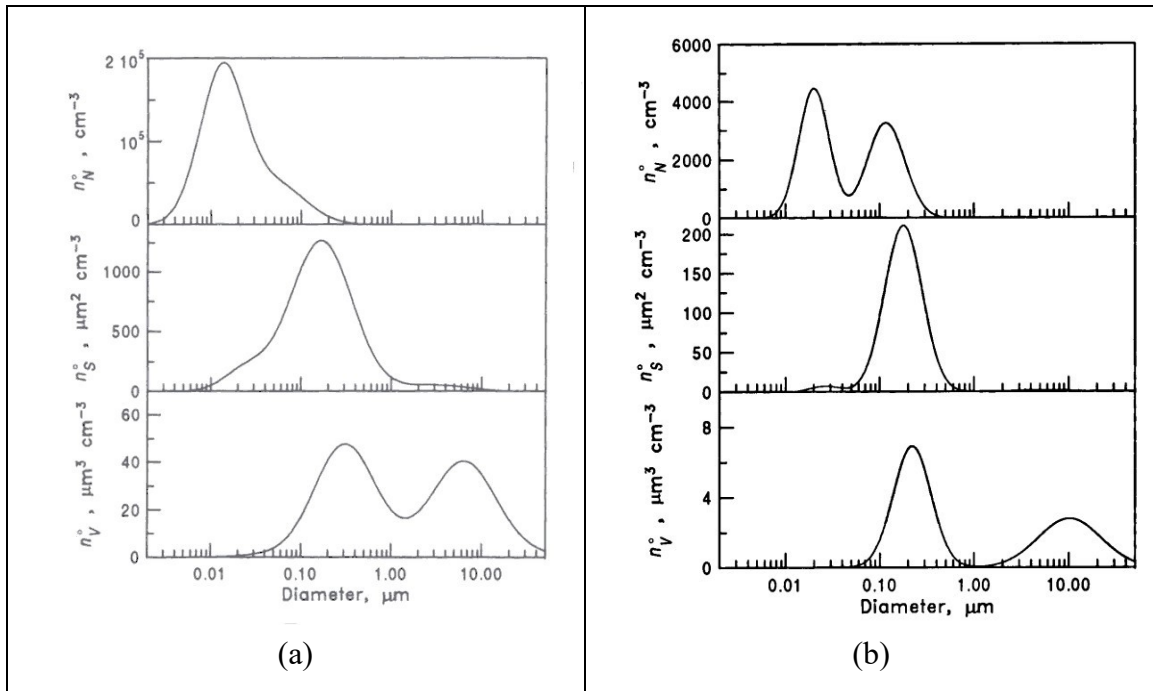 2 10⁵
10⁵
0
n°N , cm⁻³
1000
500
0
n°S , μm² cm⁻³
60
40
20
0
n°V , μm³ cm⁻³
0.01 0.10 1.00 10.00
Diameter, μm
(a)
6000
4000
2000
0
n°N , cm⁻³
200
150
100
50
25
0
n°S , μm² cm⁻³
8
4
0
n°V , μm³ cm⁻³
0.01 0.10 1.00 10.00
Diameter, μm
(b)